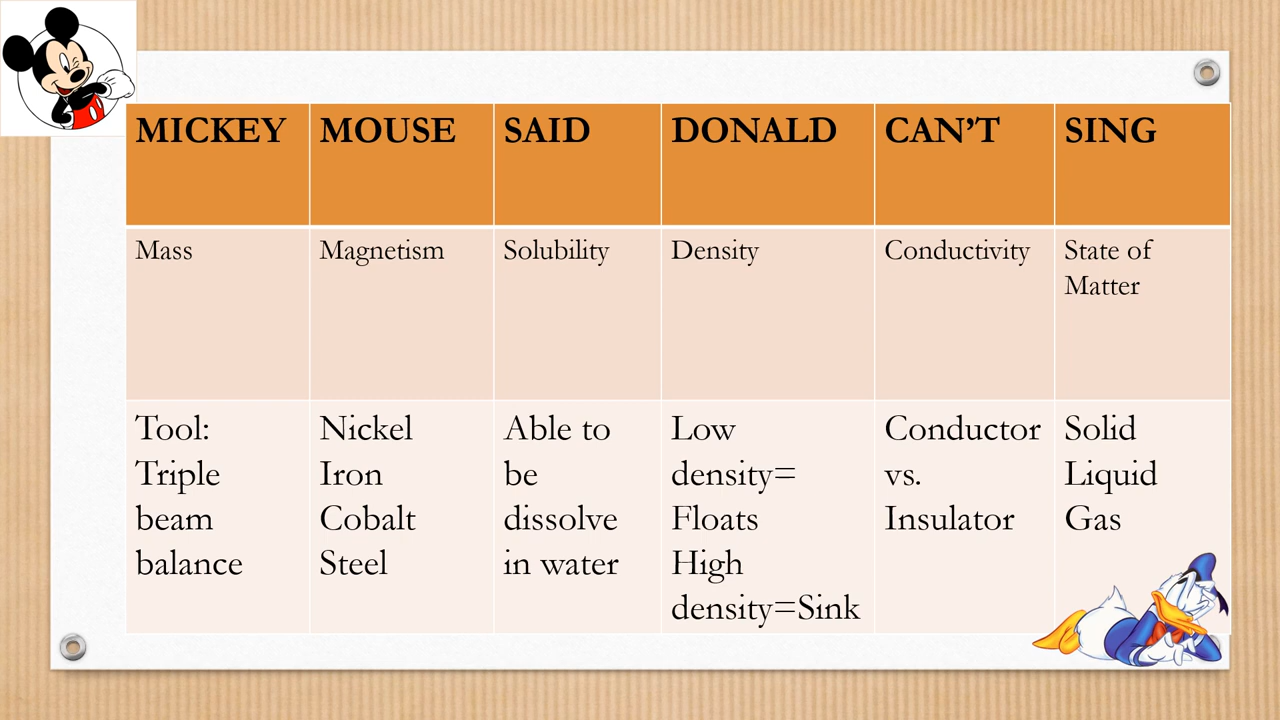 MICKEY
MOUSE
SAID
DONALD
CAN'T
SING
Mass
Magnetism
Solubility
Density
Conductivity
State of
Matter
Tool:
Triple
beam
balance
Nickel
Iron
Cobalt
Steel
Able to
be
dissolve
in water
Low
density=
Floats
High
density=Sink
Conductor
vs.
Insulator
Solid
Liquid
Gas